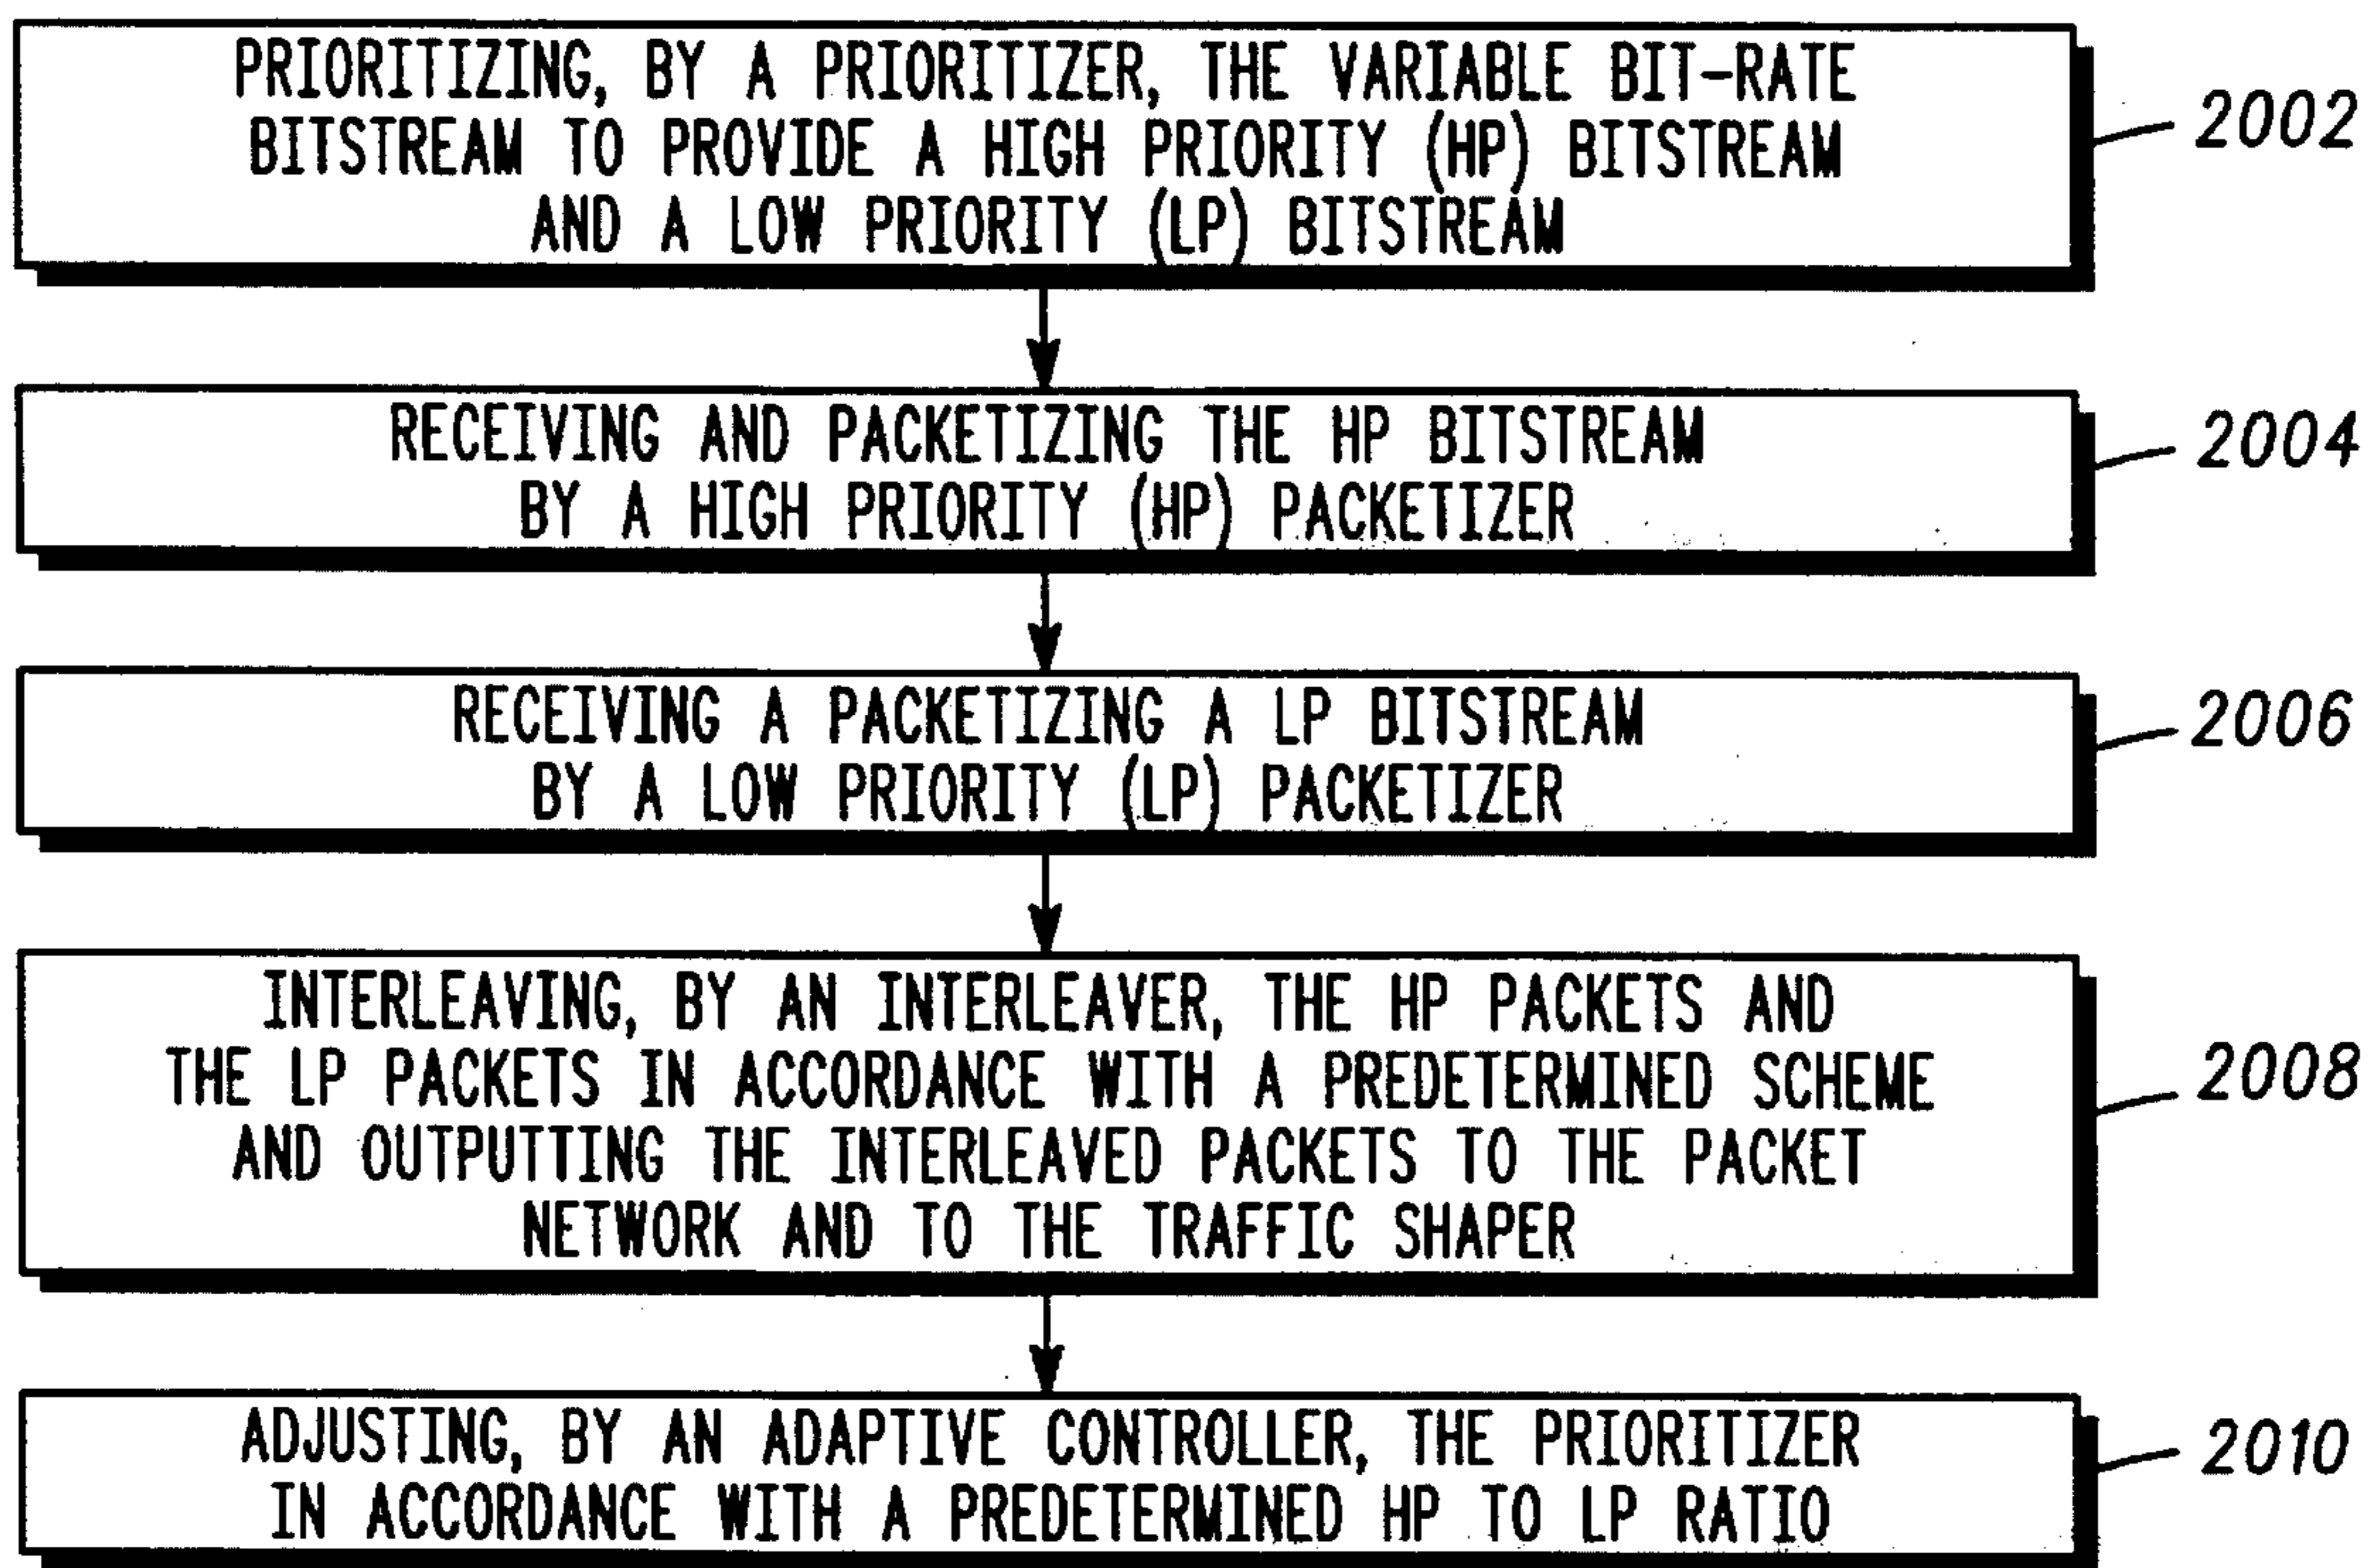 PRIORITIZING, BY A PRIORITIZER, THE VARIABLE BIT-RATE
BITSTREAM TO PROVIDE A HIGH PRIORITY (HP) BITSTREAM
AND A LOW PRIORITY (LP) BITSTREAM
2002
RECEIVING AND PACKETIZING THE HP BITSTREAM
BY A HIGH PRIORITY (HP) PACKETIZER
2004
RECEIVING A PACKETIZING A LP BITSTREAM
BY A LOW PRIORITY (LP) PACKETIZER
2006
INTERLEAVING, BY AN INTERLEAVER, THE HP PACKETS AND
THE LP PACKETS IN ACCORDANCE WITH A PREDETERMINED SCHEME
AND OUTPUTTING THE INTERLEAVED PACKETS TO THE PACKET
NETWORK AND TO THE TRAFFIC SHAPER
2008
ADJUSTING, BY AN ADAPTIVE CONTROLLER, THE PRIORITIZER
IN ACCORDANCE WITH A PREDETERMINED HP TO LP RATIO
2010